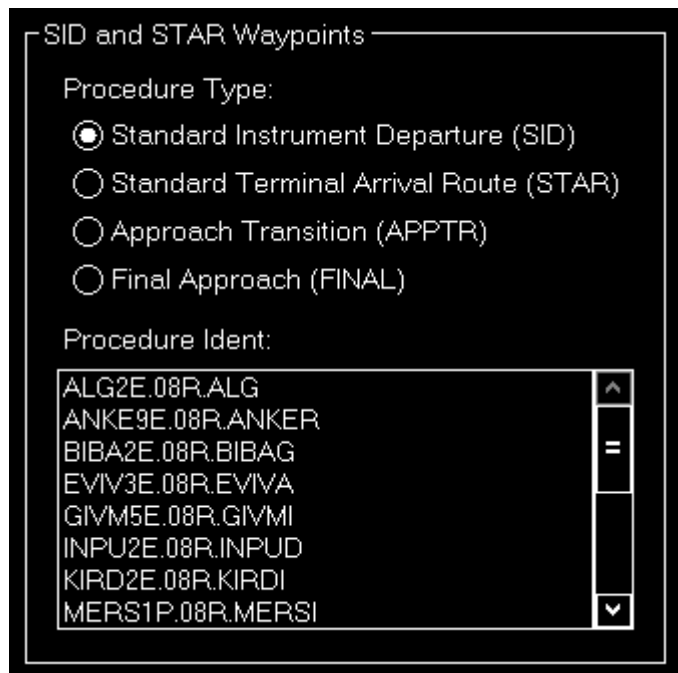 SID and STAR Waypoints
Procedure Type:
Standard Instrument Departure (SID)
Standard Terminal Arrival Route (STAR)
Approach Transition (APPTR)
Final Approach (FINAL)
Procedure Ident:
ALG2E.08R.ALG
ANKE9E.08R.ANKER
BIBA2E.08R.BIBAG
EVIV3E.08R.EVIVA
GIVM5E.08R.GIVMI
INPU2E.08R.INPUD
KIRD2E.08R.KIRDI
MERS1P.08R.MERSI